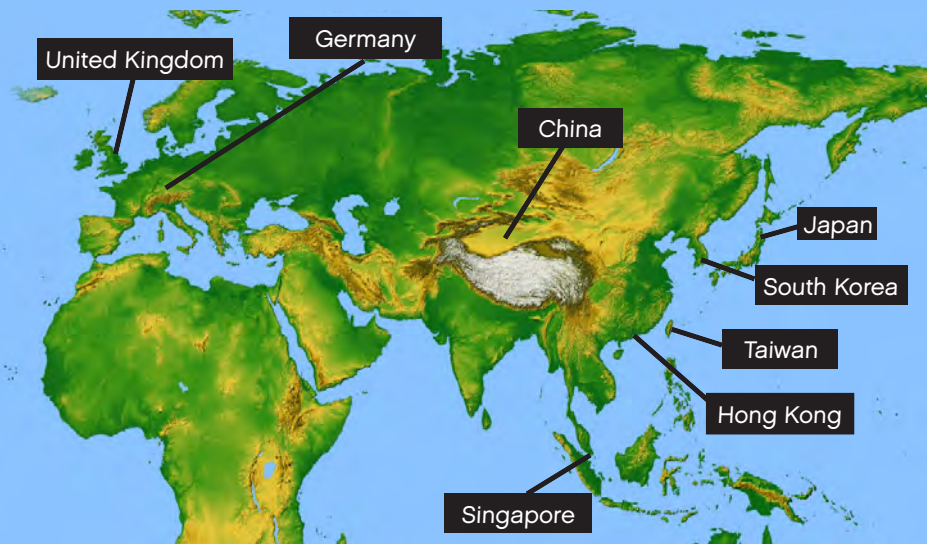 Germany
United Kingdom
China
Japan
South Korea
Taiwan
Hong Kong
Singapore